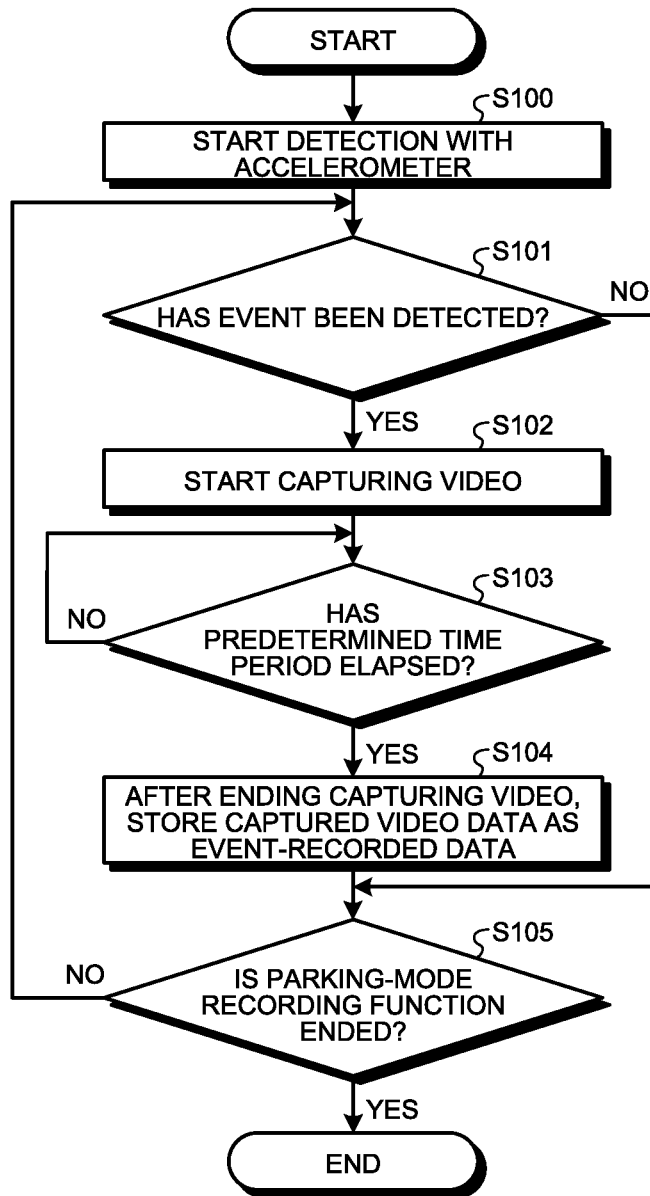 START
S100
START DETECTION WITH
ACCELEROMETER
S101
HAS EVENT BEEN DETECTED?
NO
YES
S102
START CAPTURING VIDEO
S103
HAS
PREDETERMINED TIME
PERIOD ELAPSED?
NO
YES
S104
AFTER ENDING CAPTURING VIDEO,
STORE CAPTURED VIDEO DATA AS
EVENT-RECORDED DATA
S105
NO
IS PARKING-MODE
RECORDING FUNCTION
ENDED?
YES
END